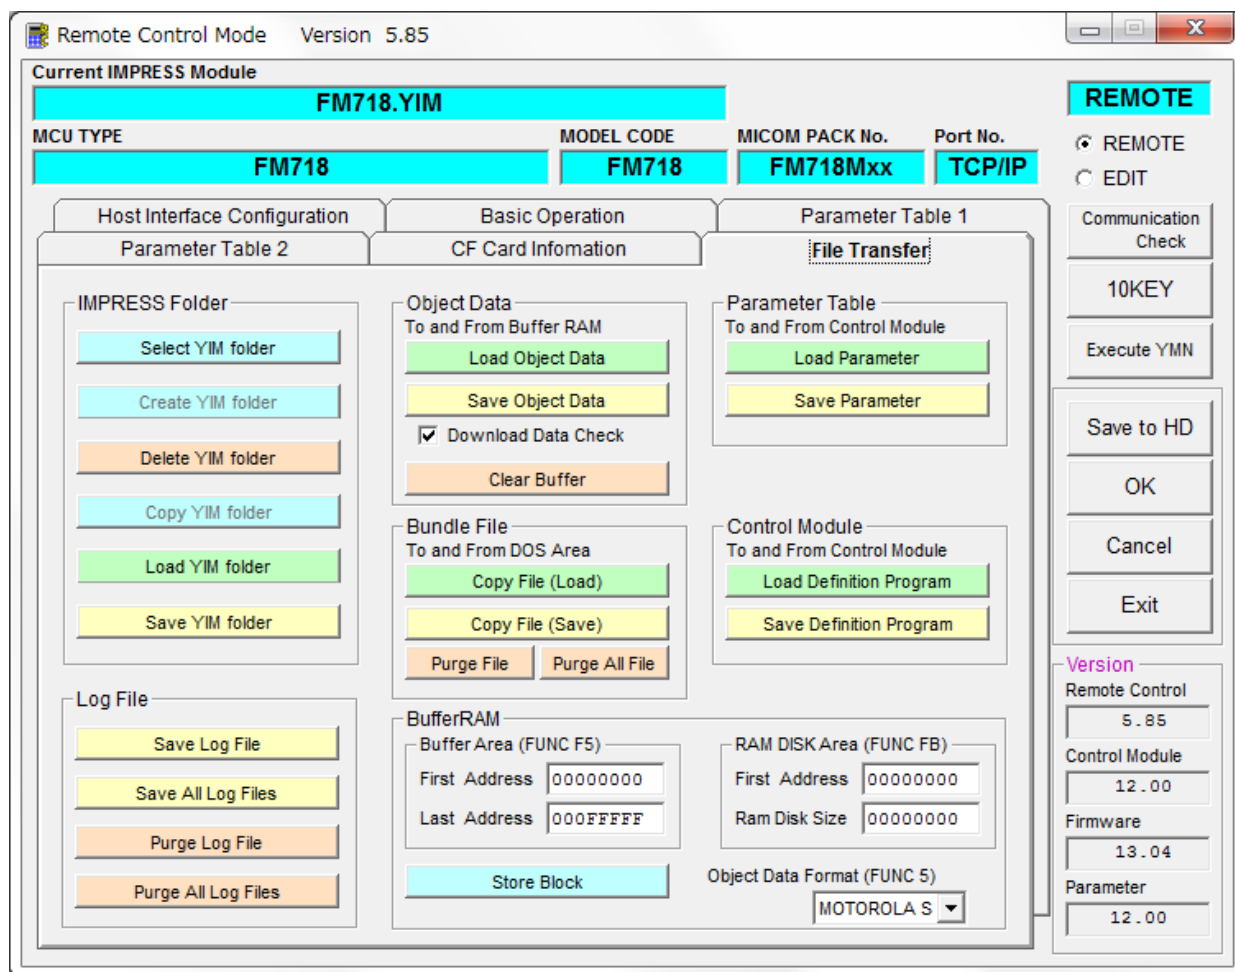 Remote Control Mode Version 5.85
Current IMPRESS Module
FM718.YIM
REMOTE
MCU TYPE MODEL CODE MICOM PACK No. Port No.
FM718 FM718 FM718Mxx TCP/IP
REMOTE
EDIT
Host Interface Configuration Basic Operation Parameter Table 1
Parameter Table 2 CF Card Infomation File Transfer
IMPRESS Folder
Select YIM folder
Create YIM folder
Delete YIM folder
Copy YIM folder
Load YIM folder
Save YIM folder
Log File
Save Log File
Save All Log Files
Purge Log File
Purge All Log Files
Object Data
To and From Buffer RAM
Load Object Data
Save Object Data
Download Data Check
Clear Buffer
Bundle File
To and From DOS Area
Copy File (Load)
Copy File (Save)
Purge File Purge All File
Parameter Table
To and From Control Module
Load Parameter
Save Parameter
Control Module
To and From Control Module
Load Definition Program
Save Definition Program
BufferRAM
Buffer Area (FUNC F5)
First Address 00000000
Last Address 000FFFFF
Store Block
RAM DISK Area (FUNC FB)
First Address 00000000
Ram Disk Size 00000000
Object Data Format (FUNC 5)
MOTOROLA S
Communication
Check
10KEY
Execute YMN
Save to HD
OK
Cancel
Exit
Version
Remote Control
5.85
Control Module
12.00
Firmware
13.04
Parameter
12.00